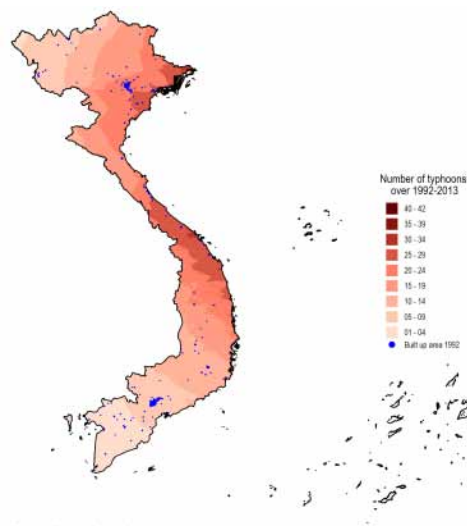 Number of typhoons
over 1992-2013
40 - 42
35 - 39
30 - 34
25 - 29
20 - 24
15 - 19
10 - 14
05 - 09
01 - 04
Built up area 1992